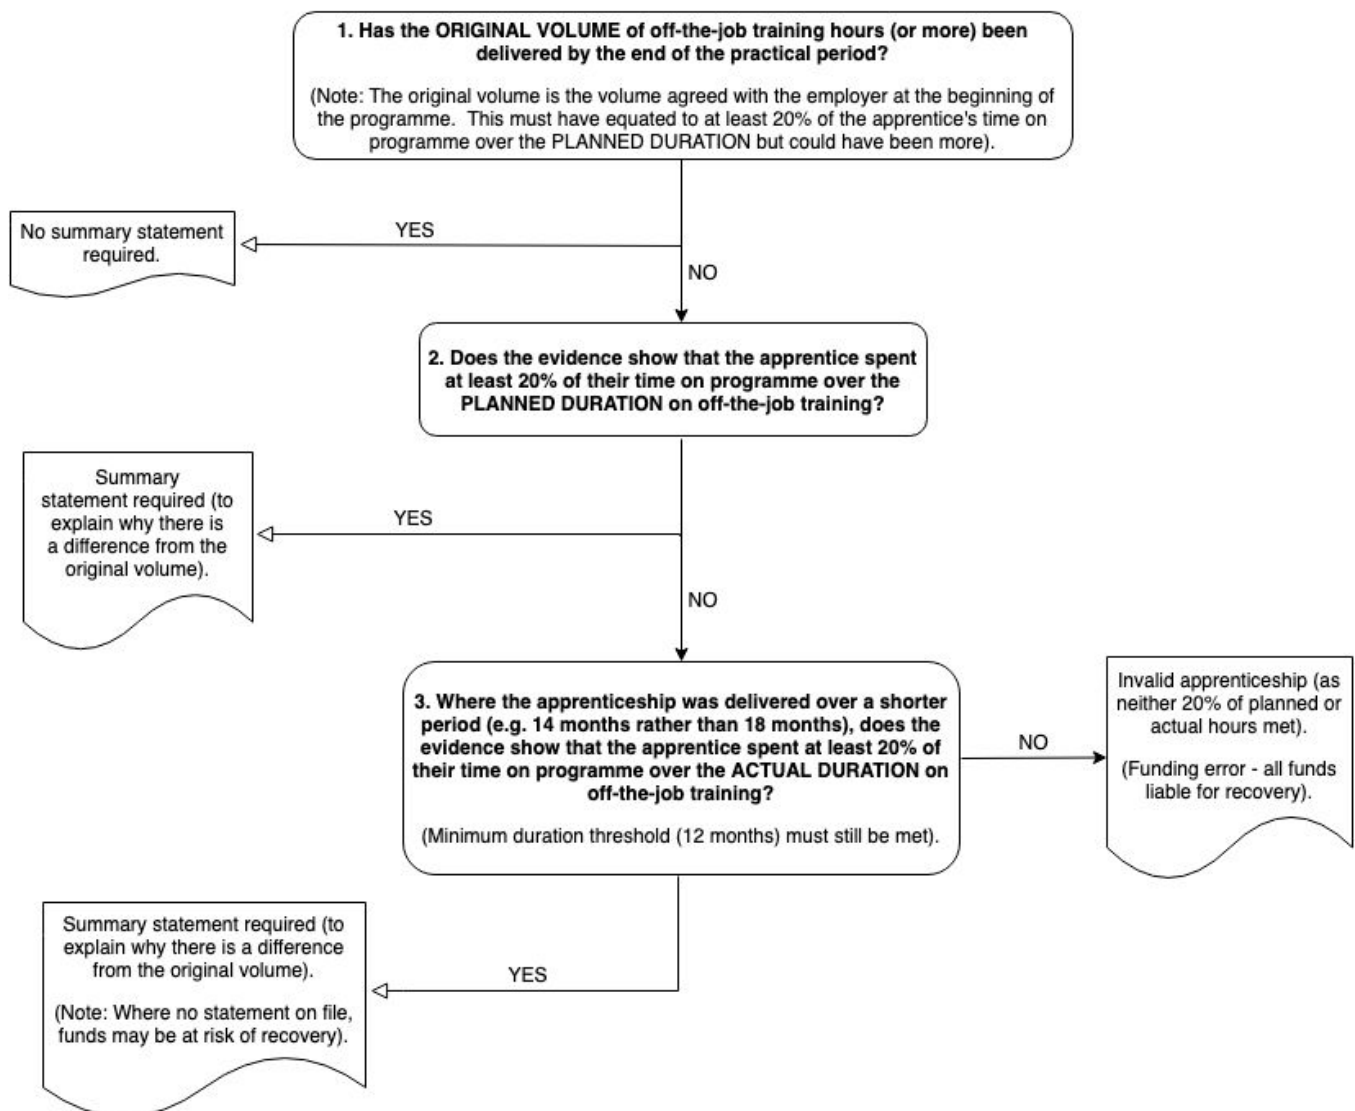 1. Has the ORIGINAL VOLUME of off-the-job training hours (or more) been
delivered by the end of the practical period?
(Note: The original volume is the volume agreed with the employer at the beginning of
the programme. This must have equated to at least 20% of the apprentice's time on
programme over the PLANNED DURATION but could have been more).
YES
No summary statement
required.
NO
2. Does the evidence show that the apprentice spent
at least 20% of their time on programme over the
PLANNED DURATION on off-the-job training?
YES
Summary
statement required (to
explain why there is
a difference from the
original volume).
NO
3. Where the apprenticeship was delivered over a shorter
period (e.g. 14 months rather than 18 months), does the
evidence show that the apprentice spent at least 20% of
their time on programme over the ACTUAL DURATION on
off-the-job training?
(Minimum duration threshold (12 months) must still be met).
NO
Invalid apprenticeship (as
neither 20% of planned or
actual hours met).
(Funding error - all funds
liable for recovery).
YES
Summary statement required (to
explain why there is a difference
from the original volume).
(Note: Where no statement on file,
funds may be at risk of recovery).